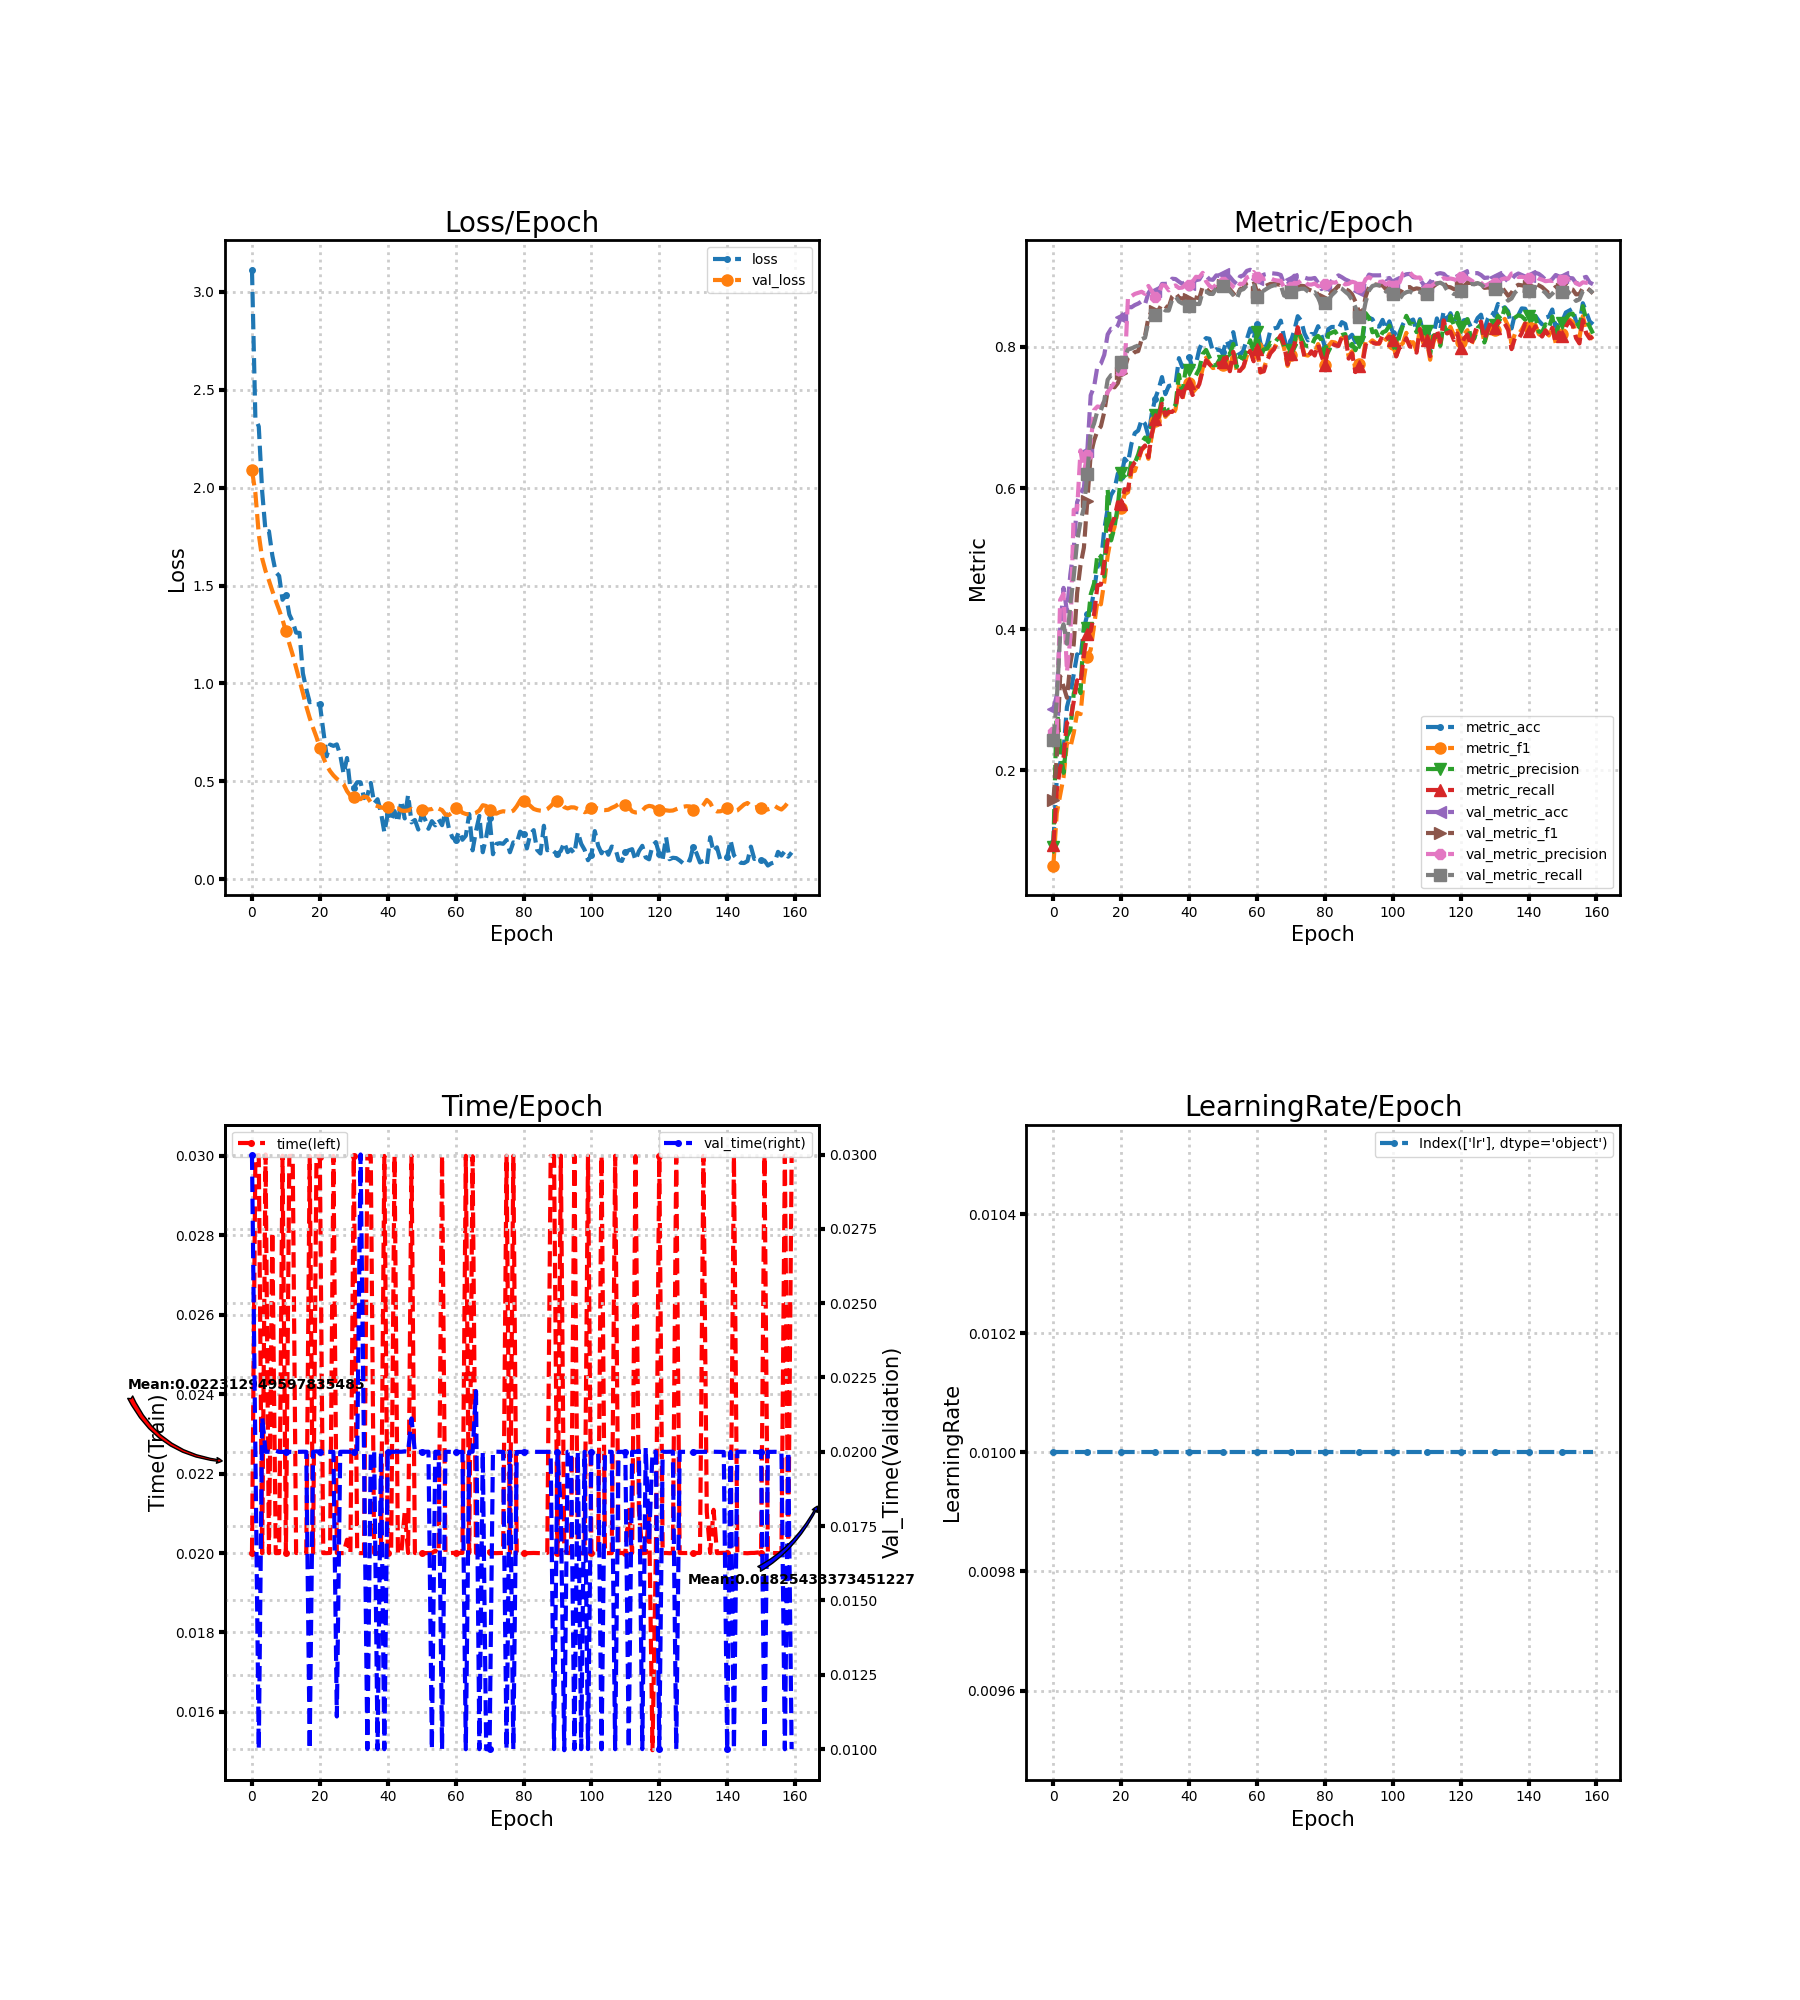 Loss/Epoch
loss
val_loss
3.0
2.5
2.0
1.5
1.0
0.5
0.0
Loss
0 20 40 60 80 100 120 140 160
Epoch
Metric/Epoch
0.8
0.6
0.4
0.2
Metric
metric_acc
metric_f1
metric_precision
metric_recall
val_metric_acc
val_metric_f1
val_metric_precision
val_metric_recall
0 20 40 60 80 100 120 140 160
Epoch
Time/Epoch
time(left)
val_time(right)
0.030
0.028
0.026
0.024
0.022
0.020
0.018
0.016
Time(Train)
Mean:0.022312949597835485
0.0300
0.0275
0.0250
0.0225
0.0200
0.0175
0.0150
0.0125
0.0100
Val_Time(Validation)
Mean:0.01825433373451227
0 20 40 60 80 100 120 140 160
Epoch
LearningRate/Epoch
Index(['lr'], dtype='object')
0.0104
0.0102
0.0100
0.0098
0.0096
LearningRate
0 20 40 60 80 100 120 140 160
Epoch